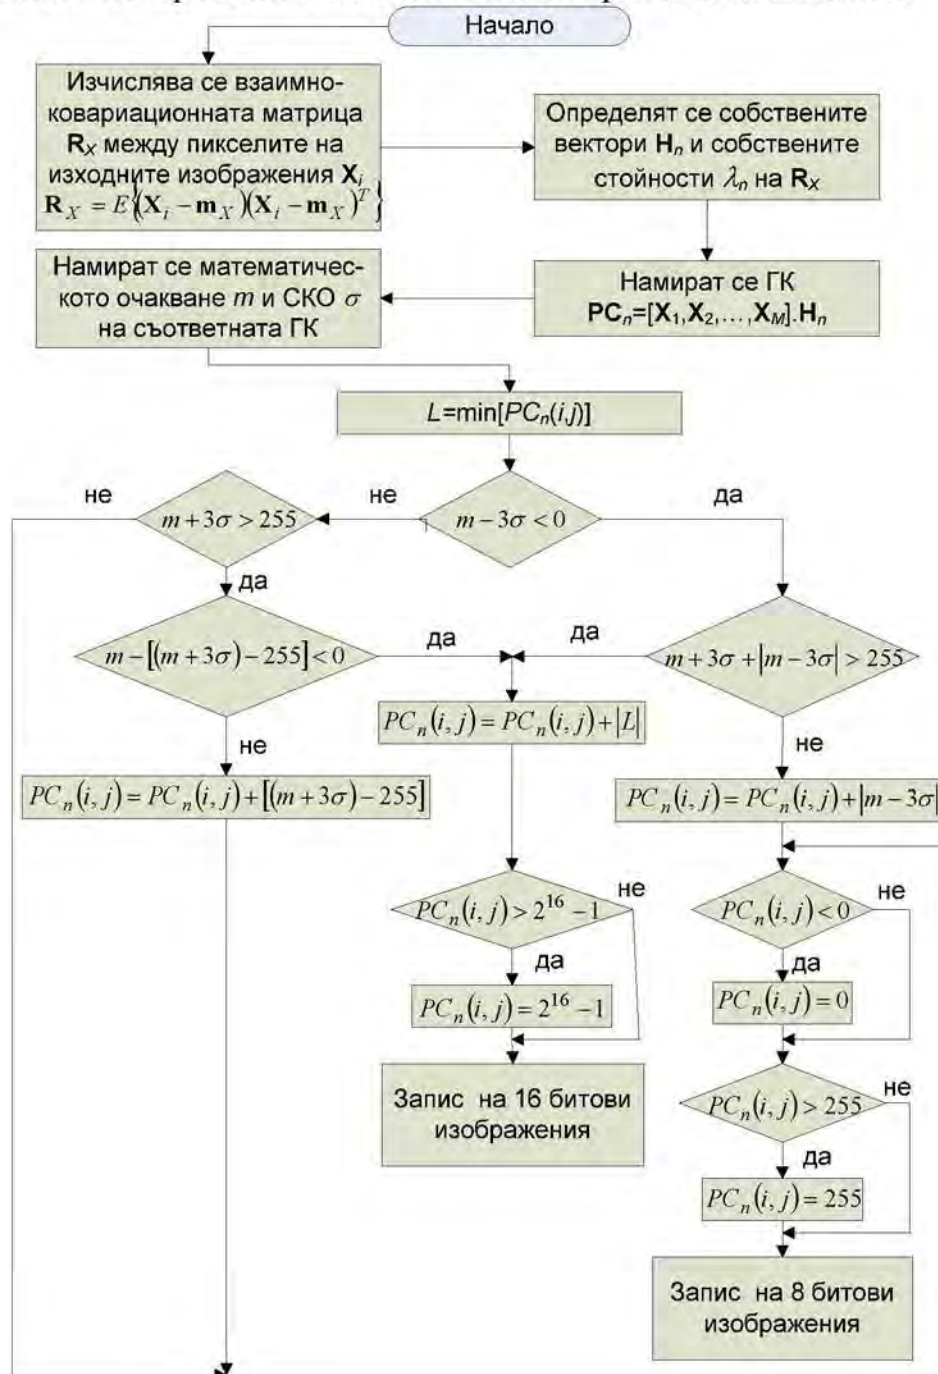 Начало
Изчислява се взаимно-
ковариационната матрица
R_X между пикселите на
изходните изображения X_i
R_X = E{(X_i − m_X)(X_i − m_X)^T}
Определят се собствените
вектори H_n и собствените
стойности λ_n на R_X
Намират се ГК
PC_n=[X_1,X_2,...,X_M].H_n
Намират се математичес-
кото очакване m и СКО σ
на съответната ГК
L=min[PC_n(i,j)]
не
m + 3σ > 255
не
m − 3σ < 0
да
да
m − [(m + 3σ) − 255] < 0
да
да
m + 3σ + |m − 3σ| > 255
PC_n(i, j) = PC_n(i, j) + |L|
не
не
PC_n(i, j) = PC_n(i, j) + [(m + 3σ) − 255]
PC_n(i, j) = PC_n(i, j) + |m − 3σ|
PC_n(i, j) > 2^16 − 1
не
PC_n(i, j) < 0
не
да
да
PC_n(i, j) = 2^16 − 1
PC_n(i, j) = 0
Запис на 16 битови
изображения
PC_n(i, j) > 255
не
да
PC_n(i, j) = 255
Запис на 8 битови
изображения